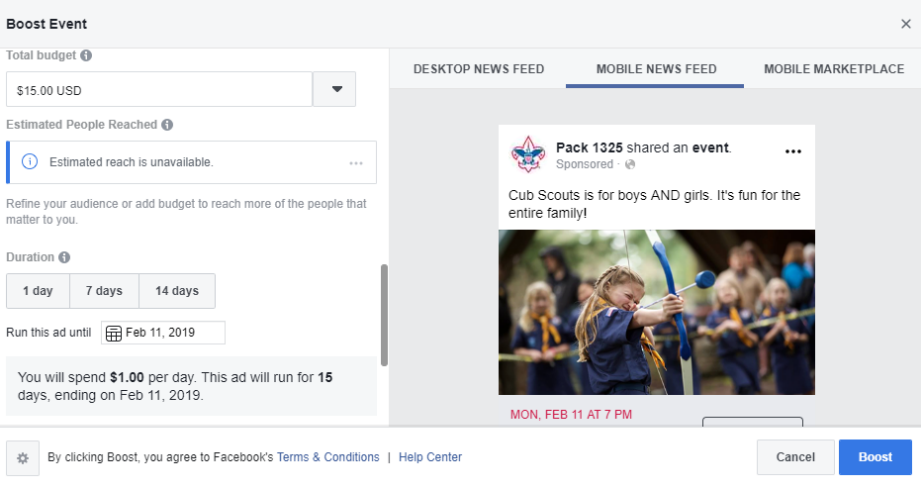 Boost Event
×
Total budget
$15.00 USD
Estimated People Reached
Estimated reach is unavailable.
Refine your audience or add budget to reach more of the people that
matter to you.
Duration
1 day 7 days 14 days
Run this ad until Feb 11, 2019
You will spend $1.00 per day. This ad will run for 15
days, ending on Feb 11, 2019.
DESKTOP NEWS FEED MOBILE NEWS FEED MOBILE MARKETPLACE
Pack 1325 shared an event.
Sponsored ·
Cub Scouts is for boys AND girls. It's fun for the
entire family!
MON, FEB 11 AT 7 PM
By clicking Boost, you agree to Facebook's Terms & Conditions | Help Center
Cancel Boost